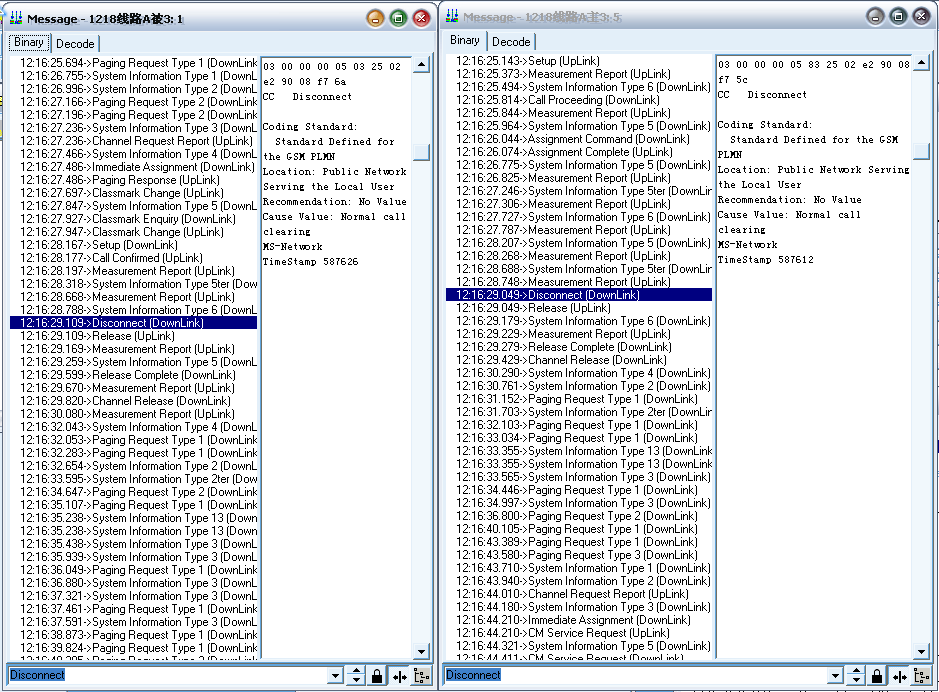 Message - 1218线路A被3: 1
Binary
Decode
12:16:25.694->Paging Request Type 1 (DownLink
12:16:26.755->System Information Type 1 (DownL
12:16:26.996->System Information Type 2 (DownL
12:16:27.166->Paging Request Type 2 (DownLink
12:16:27.196->Paging Request Type 2 (DownLink
12:16:27.236->System Information Type 3 (DownL
12:16:27.236->Channel Request Report (UpLink)
12:16:27.466->System Information Type 4 (DownL
12:16:27.486->Immediate Assignment (DownLink)
12:16:27.486->Paging Response (UpLink)
12:16:27.697->Classmark Change (UpLink)
12:16:27.847->System Information Type 5 (DownL
12:16:27.927->Classmark Enquiry (DownLink)
12:16:27.947->Classmark Change (UpLink)
12:16:28.167->Setup (DownLink)
12:16:28.177->Call Confirmed (UpLink)
12:16:28.197->Measurement Report (UpLink)
12:16:28.318->System Information Type 5ter (Dow
12:16:28.668->Measurement Report (UpLink)
12:16:28.788->System Information Type 6 (DownL
12:16:29.109->Disconnect (DownLink)
12:16:29.109->Release (UpLink)
12:16:29.169->Measurement Report (UpLink)
12:16:29.259->System Information Type 5 (DownL
12:16:29.599->Release Complete (DownLink)
12:16:29.670->Measurement Report (UpLink)
12:16:29.820->Channel Release (DownLink)
12:16:30.080->Measurement Report (UpLink)
12:16:32.043->System Information Type 4 (DownL
12:16:32.053->Paging Request Type 1 (DownLink
12:16:32.283->Paging Request Type 1 (DownLink
12:16:32.654->System Information Type 2 (DownL
12:16:33.595->System Information Type 2ter (Dow
12:16:34.647->Paging Request Type 2 (DownLink
12:16:35.107->Paging Request Type 1 (DownLink
12:16:35.238->System Information Type 13 (Down
12:16:35.238->System Information Type 13 (Down
12:16:35.438->System Information Type 3 (DownL
12:16:35.939->System Information Type 3 (DownL
12:16:36.049->Paging Request Type 1 (DownLink
12:16:36.880->System Information Type 3 (DownL
12:16:37.321->System Information Type 3 (DownL
12:16:37.461->Paging Request Type 1 (DownLink
12:16:37.591->System Information Type 3 (DownL
12:16:38.873->Paging Request Type 1 (DownLink
12:16:39.824->Paging Request Type 1 (DownLink
03 00 00 00 05 03 25 02
e2 90 08 f7 6a
CC Disconnect
Coding Standard:
Standard Defined for
the GSM PLMN
Location: Public Network
Serving the Local User
Recommendation: No Value
Cause Value: Normal call
clearing
MS-Network
TimeStamp 587626
Disconnect
Message - 1218线路A主3: 5
Binary
Decode
12:16:25.143->Setup (UpLink)
12:16:25.373->Measurement Report (UpLink)
12:16:25.494->System Information Type 6 (DownLink)
12:16:25.814->Call Proceeding (DownLink)
12:16:25.844->Measurement Report (UpLink)
12:16:25.964->System Information Type 5 (DownLink)
12:16:26.044->Assignment Command (DownLink)
12:16:26.074->Assignment Complete (UpLink)
12:16:26.775->System Information Type 5 (DownLink)
12:16:26.825->Measurement Report (UpLink)
12:16:27.246->System Information Type 5ter (DownLir
12:16:27.306->Measurement Report (UpLink)
12:16:27.727->System Information Type 6 (DownLink)
12:16:27.787->Measurement Report (UpLink)
12:16:28.207->System Information Type 5 (DownLink)
12:16:28.268->Measurement Report (UpLink)
12:16:28.688->System Information Type 5ter (DownLir
12:16:28.748->Measurement Report (UpLink)
12:16:29.049->Disconnect (DownLink)
12:16:29.049->Release (UpLink)
12:16:29.179->System Information Type 6 (DownLink)
12:16:29.229->Measurement Report (UpLink)
12:16:29.279->Release Complete (DownLink)
12:16:29.429->Channel Release (DownLink)
12:16:30.290->System Information Type 4 (DownLink)
12:16:30.761->System Information Type 2 (DownLink)
12:16:31.152->Paging Request Type 1 (DownLink)
12:16:31.703->System Information Type 2ter (DownLir
12:16:32.103->Paging Request Type 1 (DownLink)
12:16:33.034->Paging Request Type 1 (DownLink)
12:16:33.355->System Information Type 13 (DownLink
12:16:33.355->System Information Type 13 (DownLink
12:16:33.565->System Information Type 3 (DownLink)
12:16:34.446->Paging Request Type 1 (DownLink)
12:16:34.997->System Information Type 3 (DownLink)
12:16:36.800->Paging Request Type 2 (DownLink)
12:16:40.105->Paging Request Type 1 (DownLink)
12:16:43.389->Paging Request Type 1 (DownLink)
12:16:43.580->Paging Request Type 3 (DownLink)
12:16:43.710->System Information Type 1 (DownLink)
12:16:43.940->System Information Type 2 (DownLink)
12:16:44.010->Channel Request Report (UpLink)
12:16:44.180->System Information Type 3 (DownLink)
12:16:44.210->Immediate Assignment (DownLink)
12:16:44.210->CM Service Request (UpLink)
12:16:44.321->System Information Type 5 (DownLink)
12:16:44.411->CM Service Request (DownLink)
03 00 00 00 05 83 25 02 e2 90 08
f7 5c
CC Disconnect
Coding Standard:
Standard Defined for the GSM
PLMN
Location: Public Network Serving
the Local User
Recommendation: No Value
Cause Value: Normal call
clearing
MS-Network
TimeStamp 587612
Disconnect